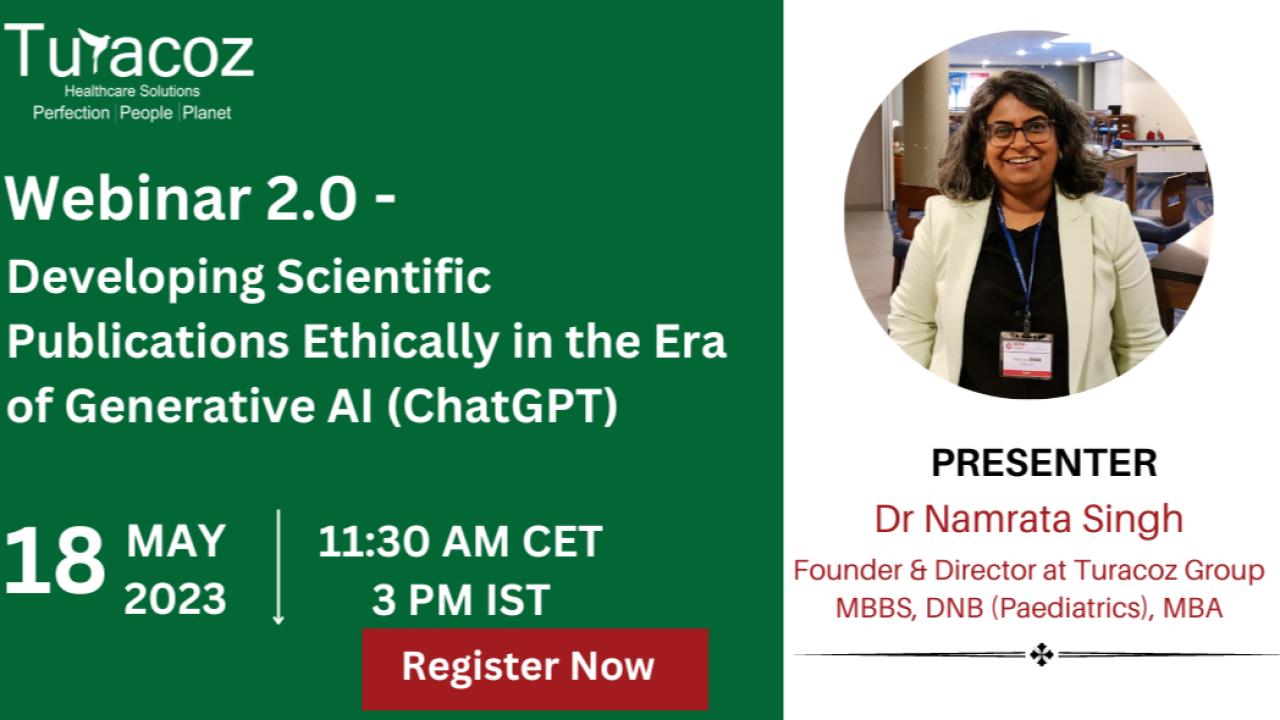 Turacoz
Healthcare Solutions
Perfection | People | Planet
Webinar 2.0 -
Developing Scientific
Publications Ethically in the Era
of Generative AI (ChatGPT)
18
MAY
2023
11:30 AM CET
3 PM IST
Register Now
PRESENTER
Dr Namrata Singh
Founder & Director at Turacoz Group
MBBS, DNB (Paediatrics), MBA